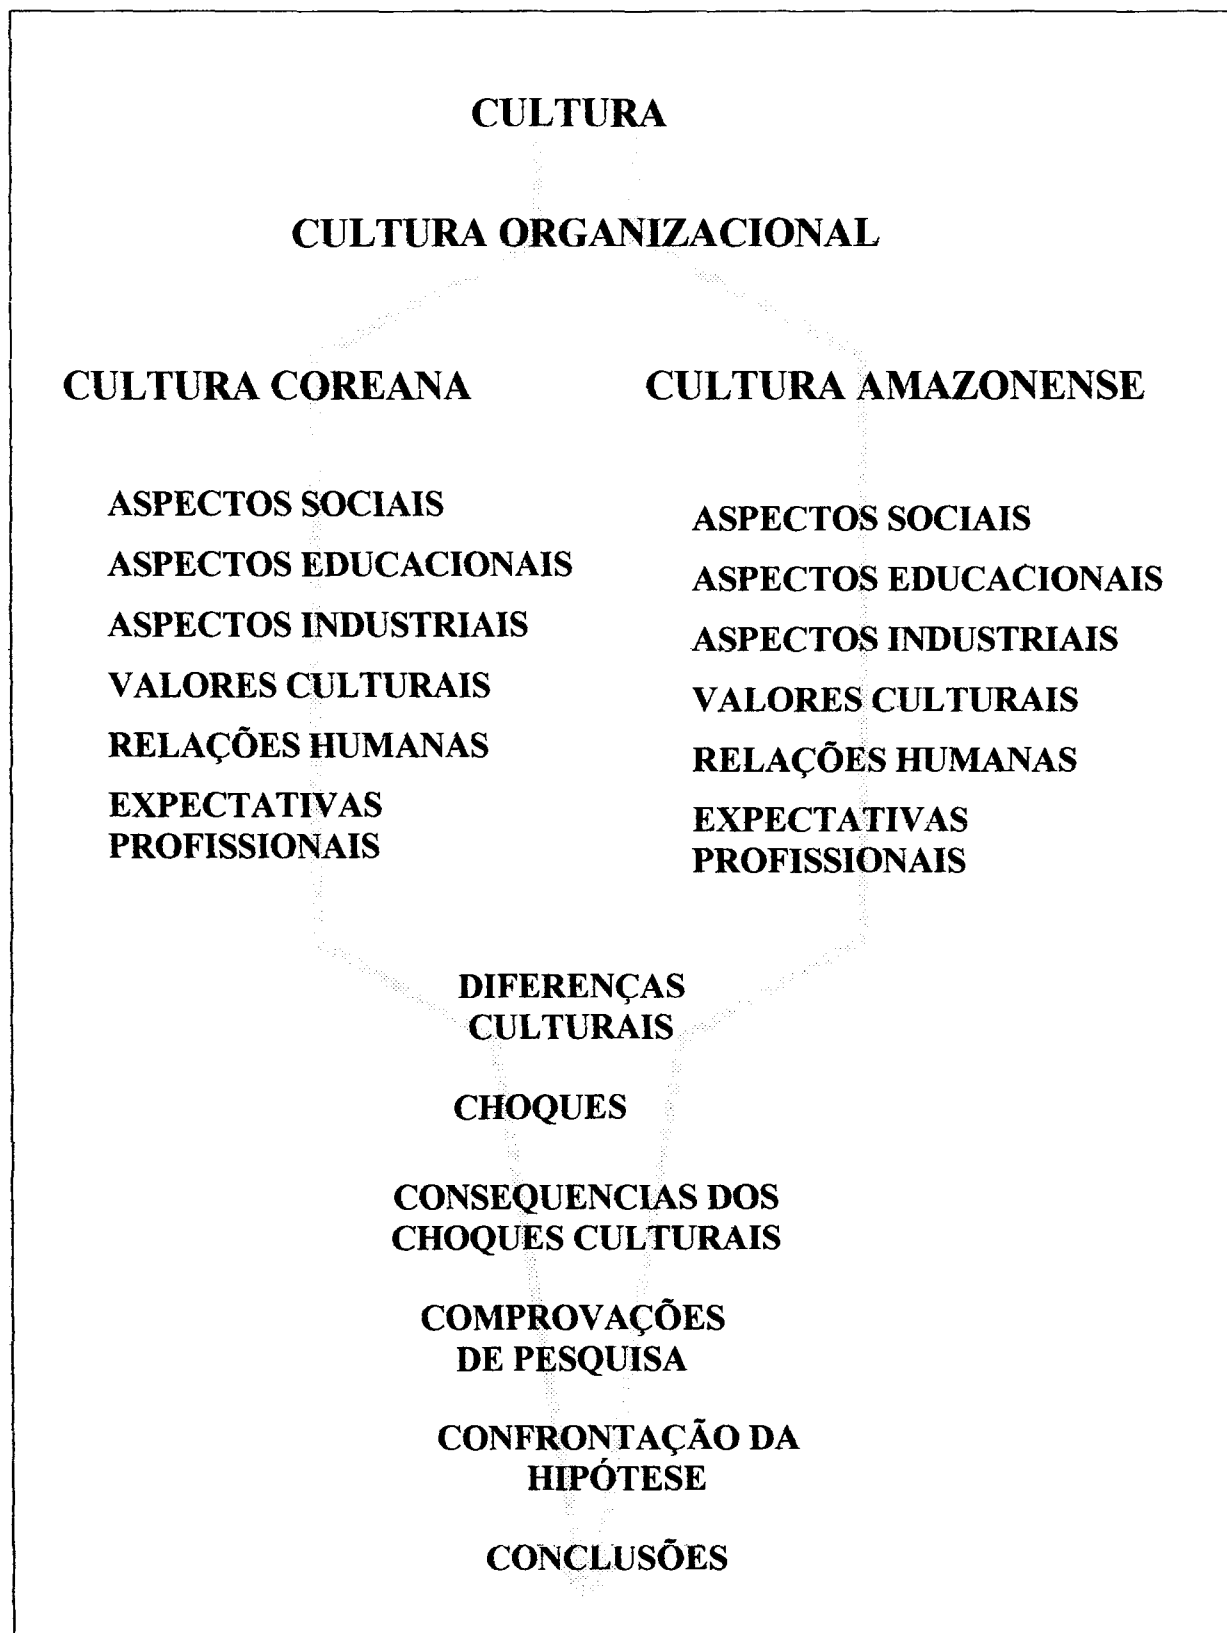 CULTURA
CULTURA ORGANIZACIONAL
CULTURA COREANA
ASPECTOS SOCIAIS
ASPECTOS EDUCACIONAIS
ASPECTOS INDUSTRIAIS
VALORES CULTURAIS
RELAÇÕES HUMANAS
EXPECTATIVAS
PROFISSIONAIS
CULTURA AMAZONENSE
ASPECTOS SOCIAIS
ASPECTOS EDUCACIONAIS
ASPECTOS INDUSTRIAIS
VALORES CULTURAIS
RELAÇÕES HUMANAS
EXPECTATIVAS
PROFISSIONAIS
DIFERENÇAS
CULTURAIS
CHOQUES
CONSEQUENCIAS DOS
CHOQUES CULTURAIS
COMPROVAÇÕES
DE PESQUISA
CONFRONTAÇÃO DA
HIPÓTESE
CONCLUSÕES